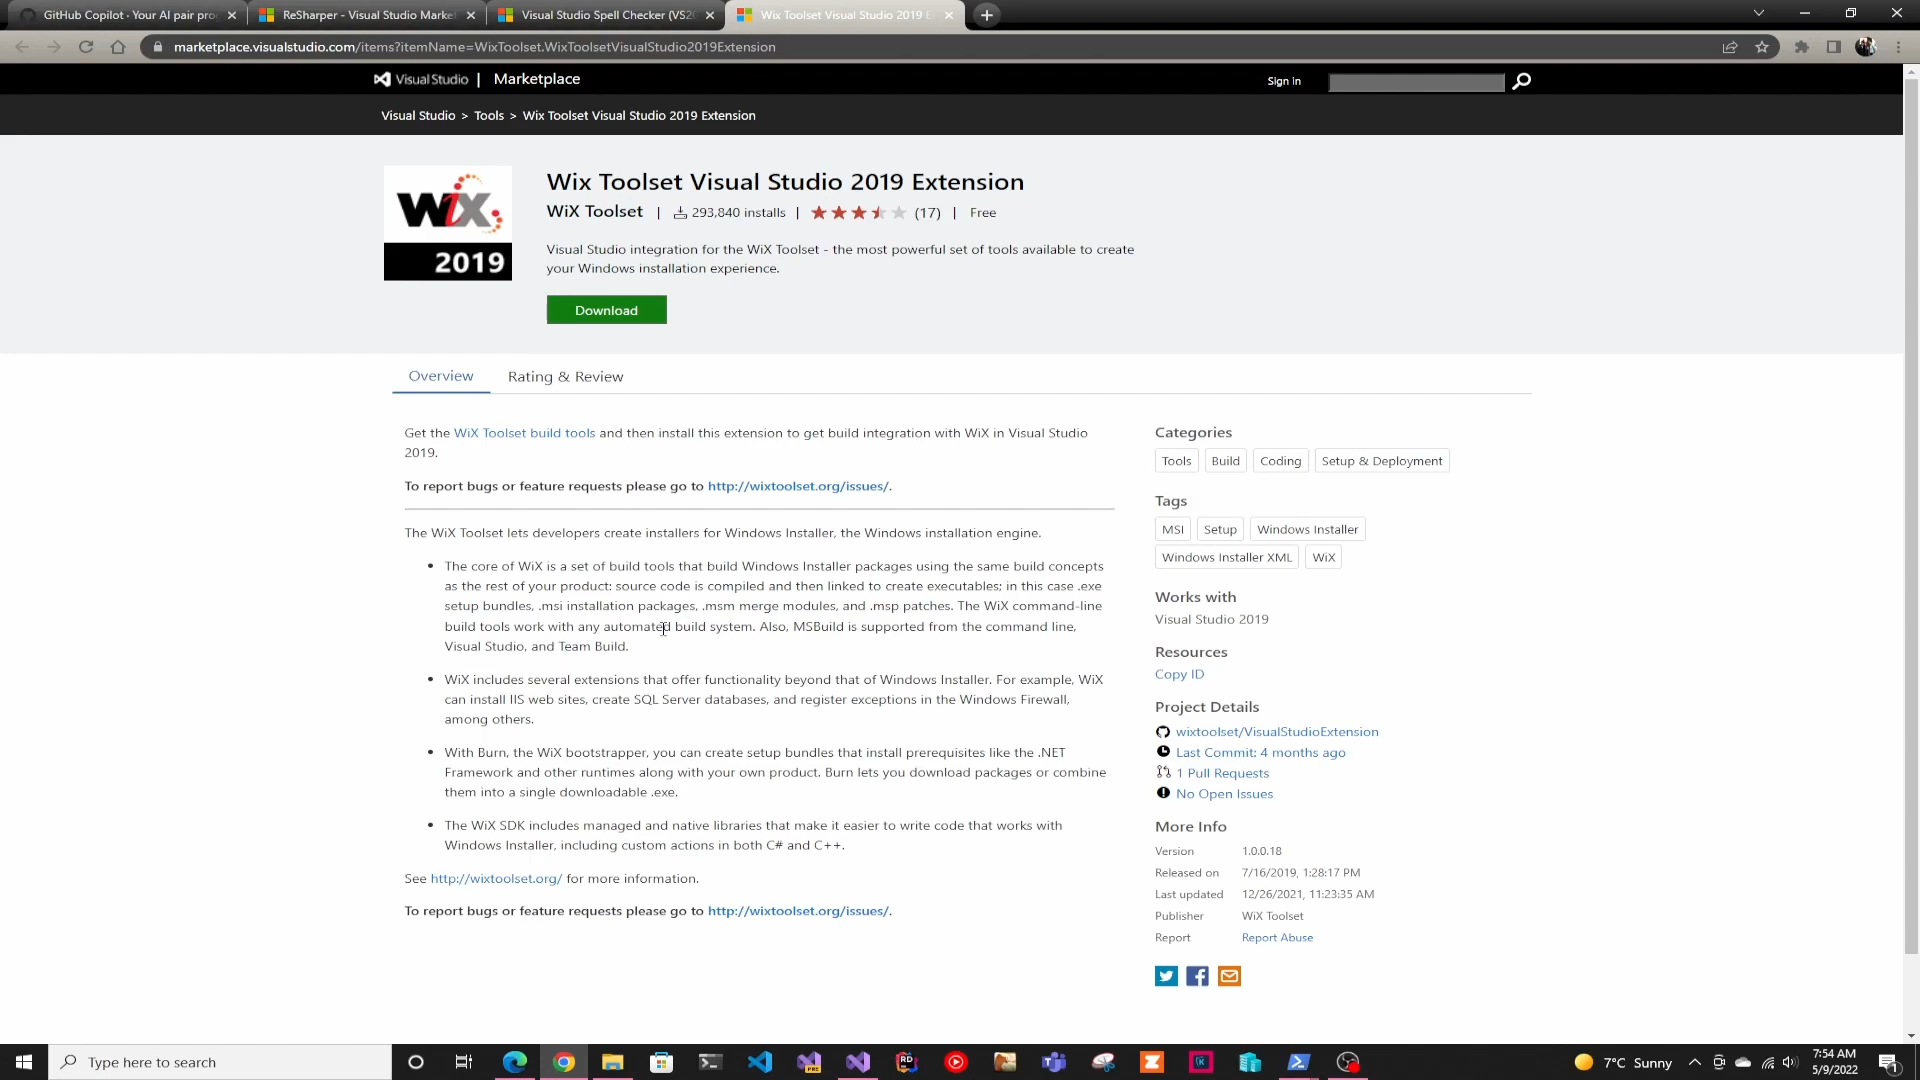 GitHub Copilot · Your AI pair pro
ReSharper - Visual Studio Marke
Visual Studio Spell Checker (VS20
Wix Toolset Visual Studio 2019 E
marketplace.visualstudio.com/items?itemName=WixToolset.WixToolsetVisualStudio2019Extension
Visual Studio | Marketplace
Sign in
Visual Studio > Tools > Wix Toolset Visual Studio 2019 Extension
WiX
2019
Wix Toolset Visual Studio 2019 Extension
WiX Toolset | 293,840 installs | (17) | Free
Visual Studio integration for the WiX Toolset - the most powerful set of tools available to create
your Windows installation experience.
Download
Overview
Rating & Review
Get the WiX Toolset build tools and then install this extension to get build integration with WiX in Visual Studio
2019.
To report bugs or feature requests please go to http://wixtoolset.org/issues/.
The WiX Toolset lets developers create installers for Windows Installer, the Windows installation engine.
• The core of WiX is a set of build tools that build Windows Installer packages using the same build concepts
as the rest of your product: source code is compiled and then linked to create executables; in this case .exe
setup bundles, .msi installation packages, .msm merge modules, and .msp patches. The WiX command-line
build tools work with any automated build system. Also, MSBuild is supported from the command line,
Visual Studio, and Team Build.
• WiX includes several extensions that offer functionality beyond that of Windows Installer. For example, WiX
can install IIS web sites, create SQL Server databases, and register exceptions in the Windows Firewall,
among others.
• With Burn, the WiX bootstrapper, you can create setup bundles that install prerequisites like the .NET
Framework and other runtimes along with your own product. Burn lets you download packages or combine
them into a single downloadable .exe.
• The WiX SDK includes managed and native libraries that make it easier to write code that works with
Windows Installer, including custom actions in both C# and C++.
See http://wixtoolset.org/ for more information.
To report bugs or feature requests please go to http://wixtoolset.org/issues/.
Categories
Tools
Build
Coding
Setup & Deployment
Tags
MSI
Setup
Windows Installer
Windows Installer XML
WiX
Works with
Visual Studio 2019
Resources
Copy ID
Project Details
wixtoolset/VisualStudioExtension
Last Commit: 4 months ago
1 Pull Requests
No Open Issues
More Info
Version 1.0.0.18
Released on 7/16/2019, 1:28:17 PM
Last updated 12/26/2021, 11:23:35 AM
Publisher WiX Toolset
Report Report Abuse
Type here to search
PRE
RD
7°C Sunny
7:54 AM
5/9/2022
1